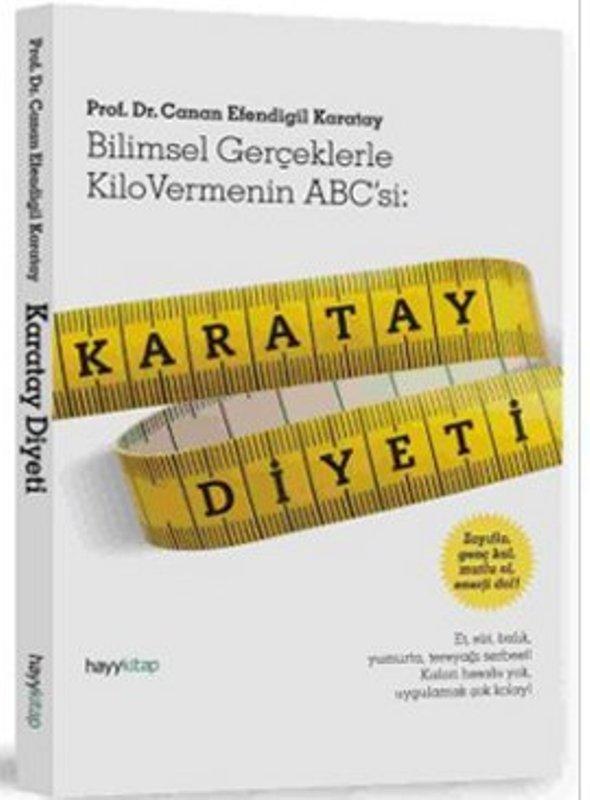 Prof. Dr. Canan Efendigil Karatay
Bilimsel Gerçeklerle
KiloVermenin ABC'si:
KARATAY
DİYETİ
Zayıfla,
genç kal,
mutlu ol,
enerji dol!
Et, süt, balık,
yumurta, tereyağı serbest!
Kalori hesabı yok,
uygulamak çok kolay!
hayykitap
Prof. Dr. Canan Efendigil Karatay
Karatay Diyeti
hayykitap